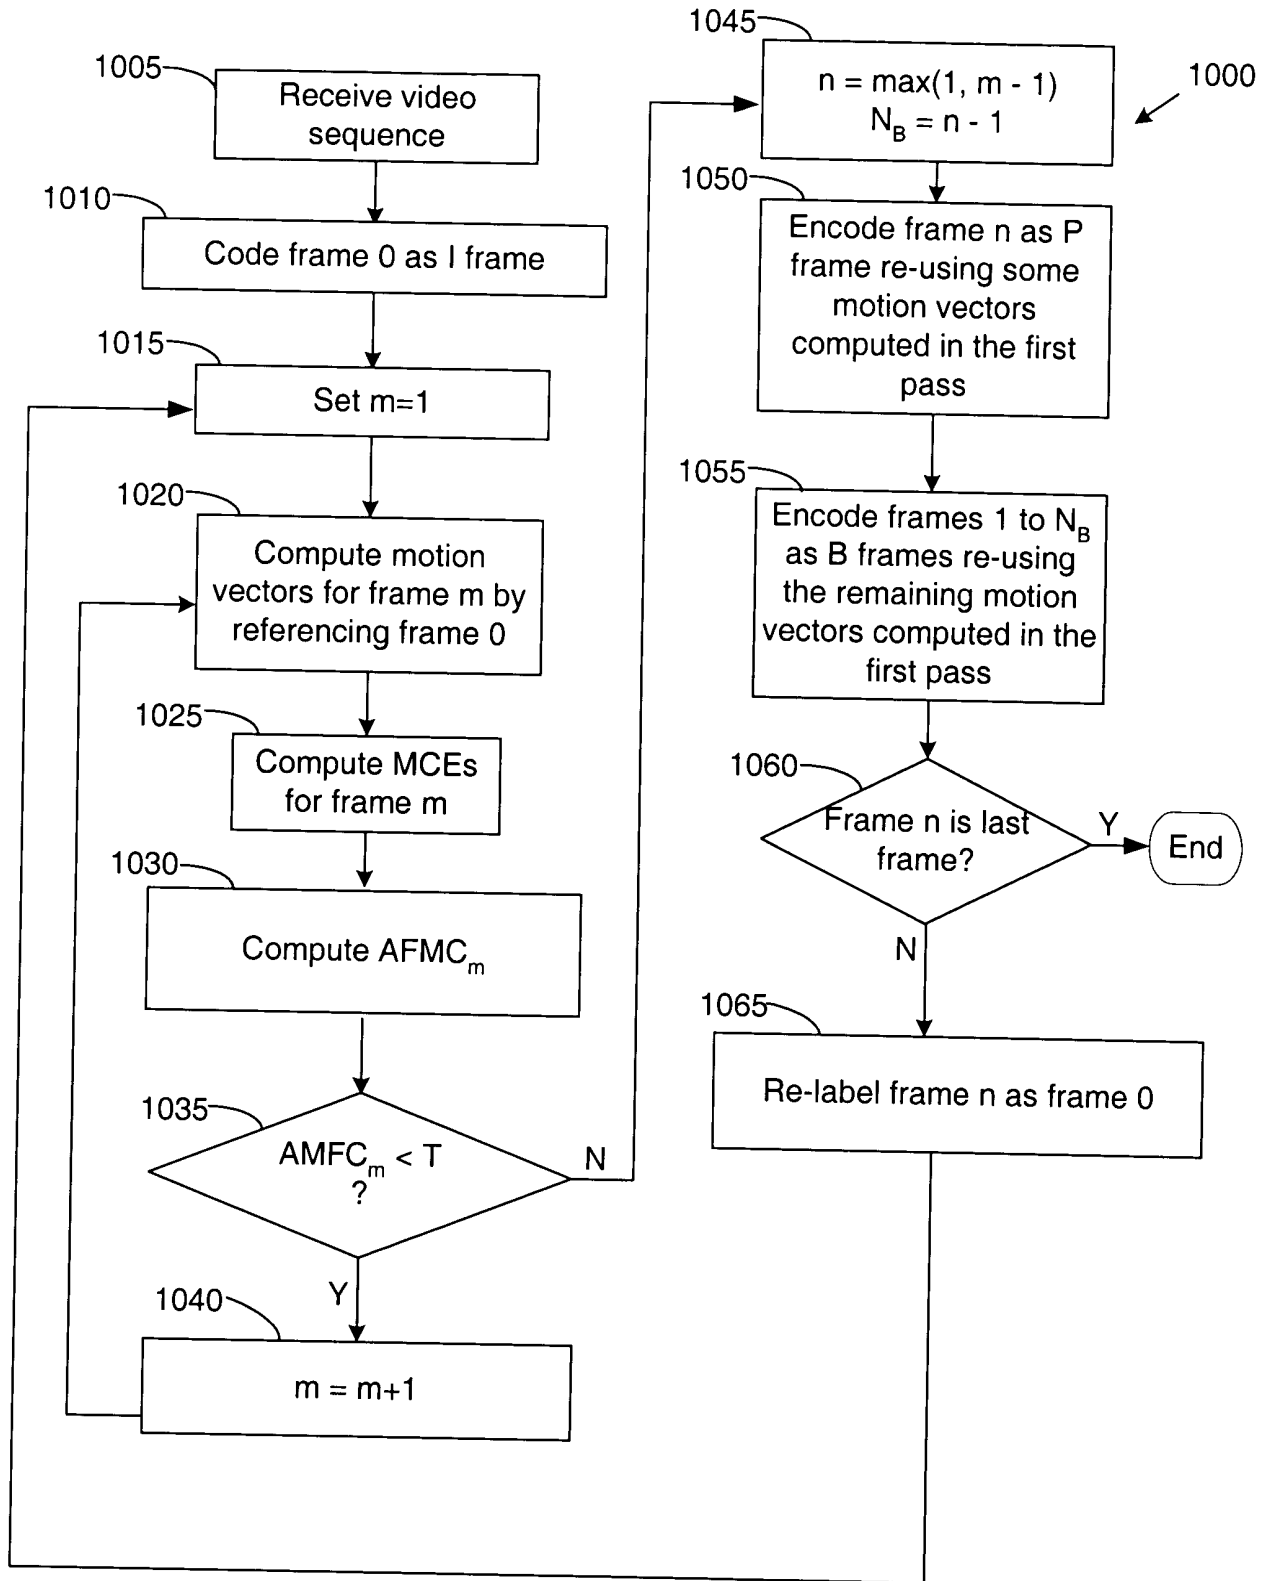 1005
Receive video
sequence
1010
Code frame 0 as I frame
1015
Set m=1
1020
Compute motion
vectors for frame m by
referencing frame 0
1025
Compute MCEs
for frame m
1030
Compute AFMCm
1035
AMFCm < T
?
N
Y
1040
m = m+1
1045
n = max(1, m - 1)
NB = n - 1
1000
1050
Encode frame n as P
frame re-using some
motion vectors
computed in the first
pass
1055
Encode frames 1 to NB
as B frames re-using
the remaining motion
vectors computed in the
first pass
1060
Frame n is last
frame?
Y
End
N
1065
Re-label frame n as frame 0